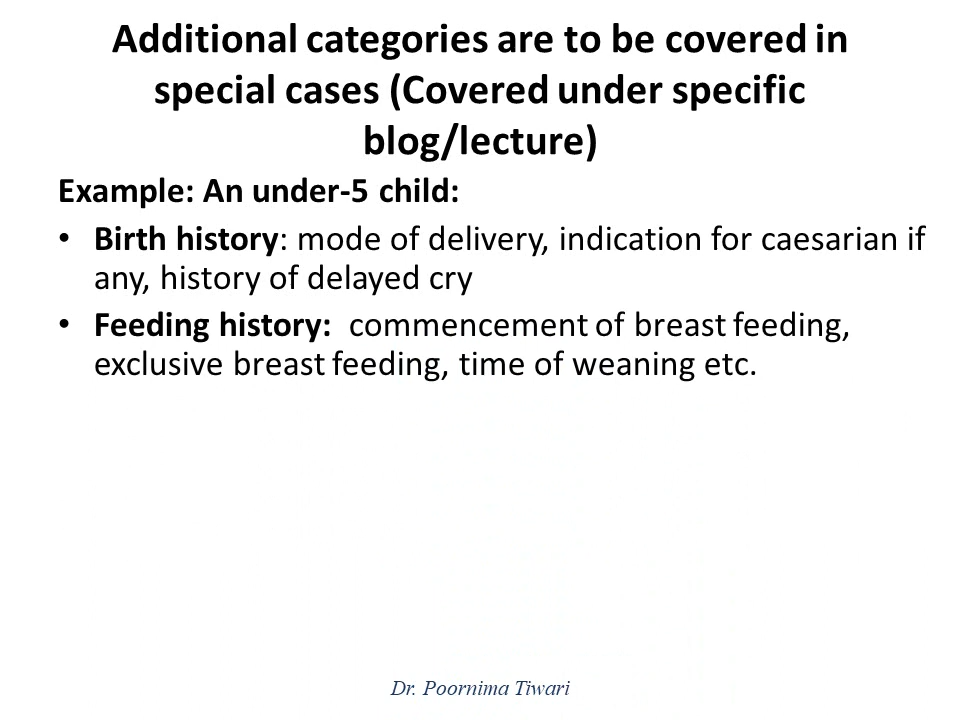 Additional categories are to be covered in
special cases (Covered under specific
blog/lecture)
Example: An under-5 child:
• Birth history: mode of delivery, indication for caesarian if
any, history of delayed cry
• Feeding history: commencement of breast feeding,
exclusive breast feeding, time of weaning etc.
Dr. Poornima Tiwari